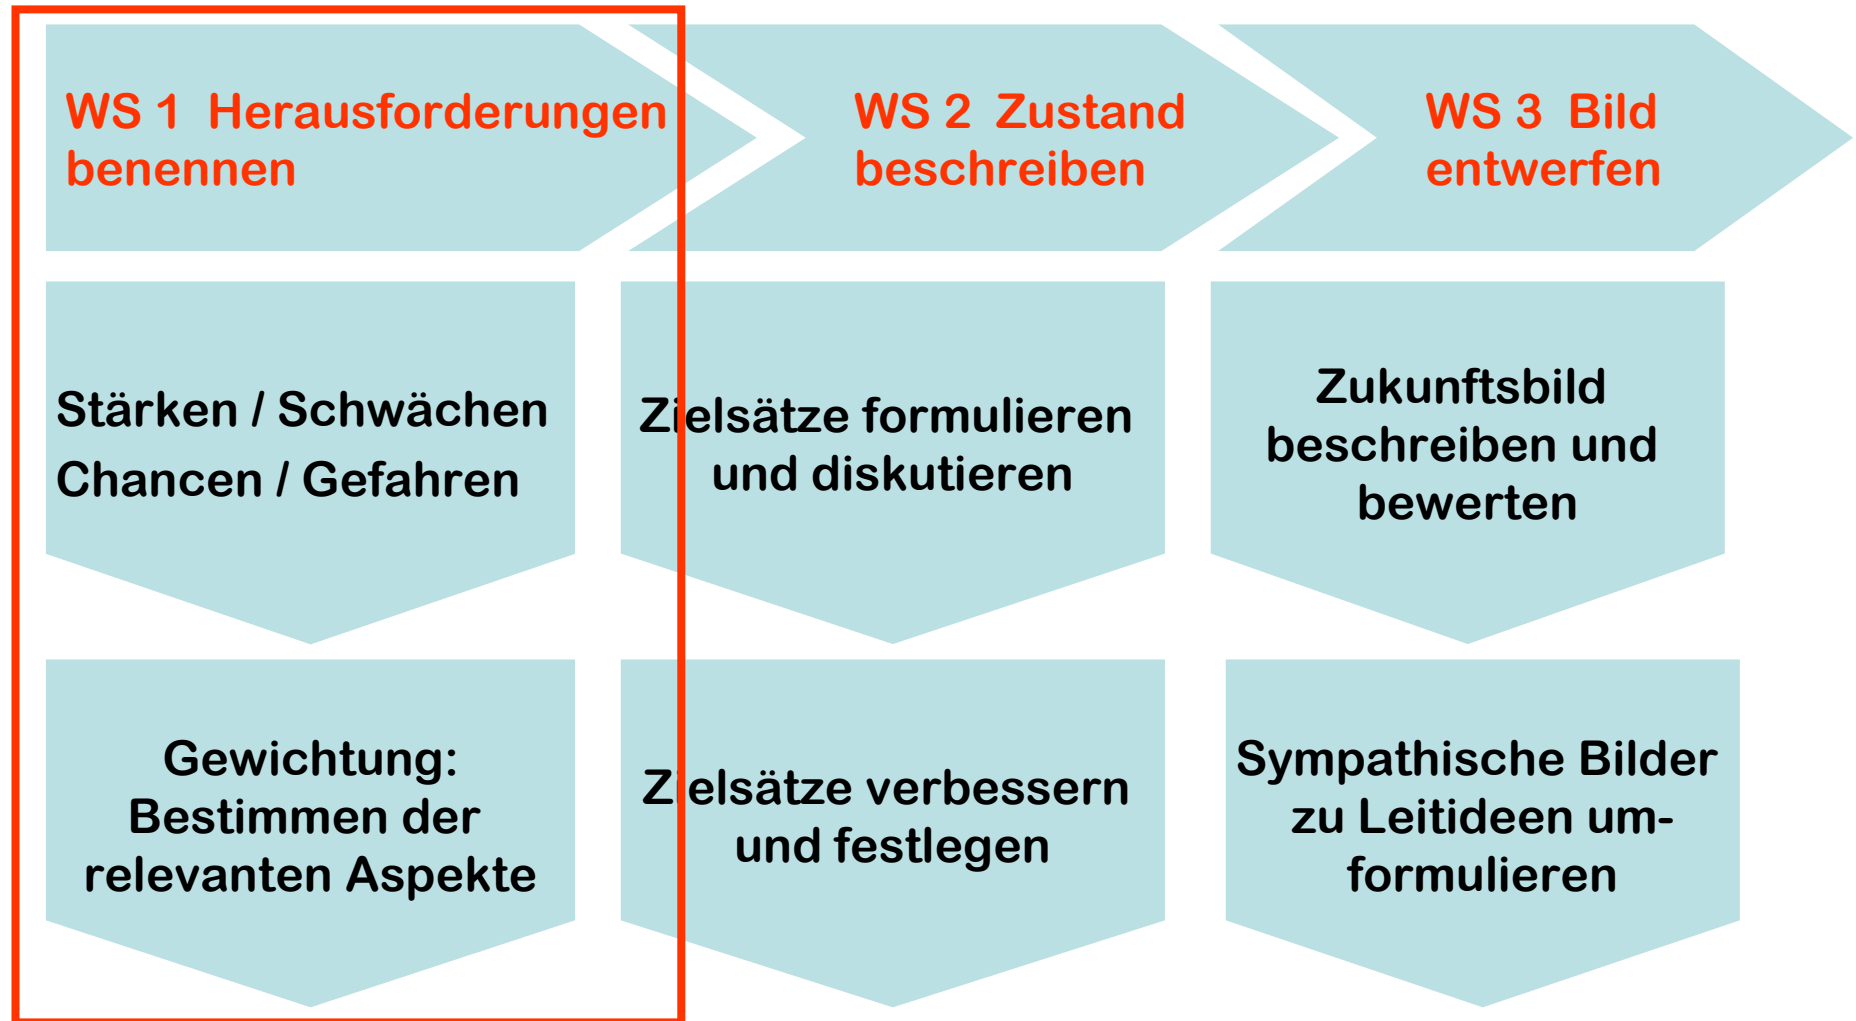 WS 1 Herausforderungen
benennen
WS 2 Zustand
beschreiben
WS 3 Bild
entwerfen
Stärken / Schwächen
Chancen / Gefahren
Zielsätze formulieren
und diskutieren
Zukunftsbild
beschreiben und
bewerten
Gewichtung:
Bestimmen der
relevanten Aspekte
Zielsätze verbessern
und festlegen
Sympathische Bilder
zu Leitideen um-
formulieren